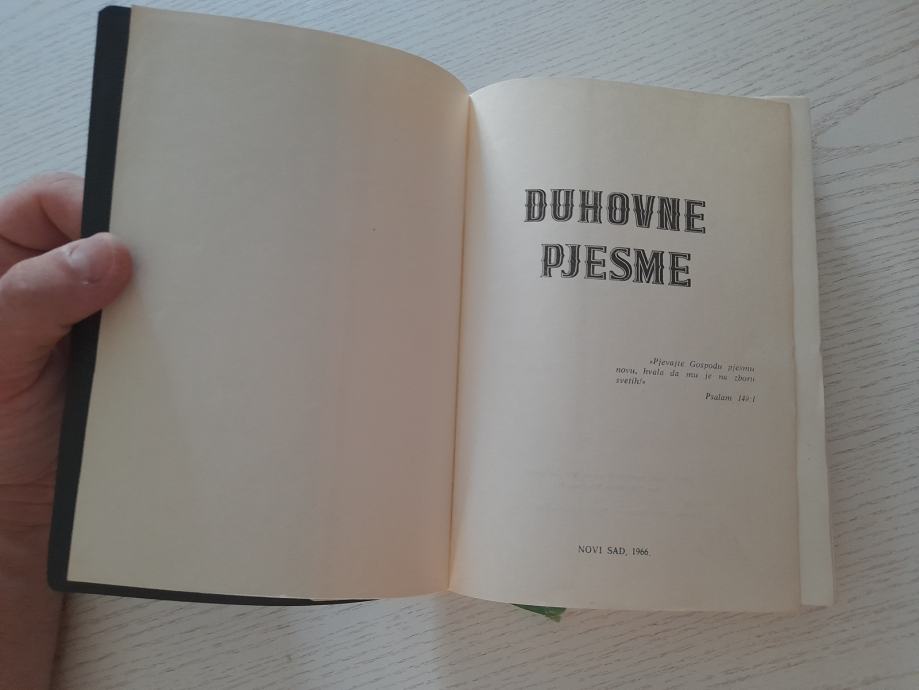 DUHOVNE
PJESME
»Pjevajte Gospodu pjesmu
novu, hvala da mu je na zboru
svetih!«
Psalam 149:1
NOVI SAD, 1966.